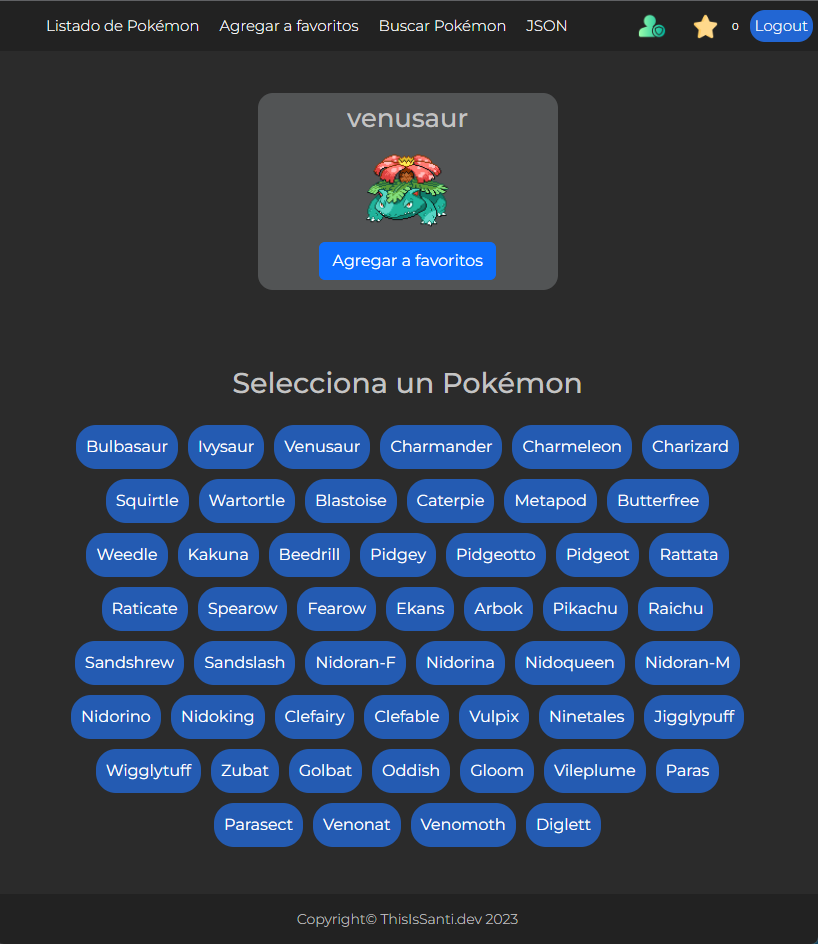 Listado de Pokémon Agregar a favoritos Buscar Pokémon JSON 0 Logout
venusaur
Agregar a favoritos
Selecciona un Pokémon
Bulbasaur Ivysaur Venusaur Charmander Charmeleon Charizard
Squirtle Wartortle Blastoise Caterpie Metapod Butterfree
Weedle Kakuna Beedrill Pidgey Pidgeotto Pidgeot Rattata
Raticate Spearow Fearow Ekans Arbok Pikachu Raichu
Sandshrew Sandslash Nidoran-F Nidorina Nidoqueen Nidoran-M
Nidorino Nidoking Clefairy Clefable Vulpix Ninetales Jigglypuff
Wigglytuff Zubat Golbat Oddish Gloom Vileplume Paras
Parasect Venonat Venomoth Diglett
Copyright© ThisIsSanti.dev 2023